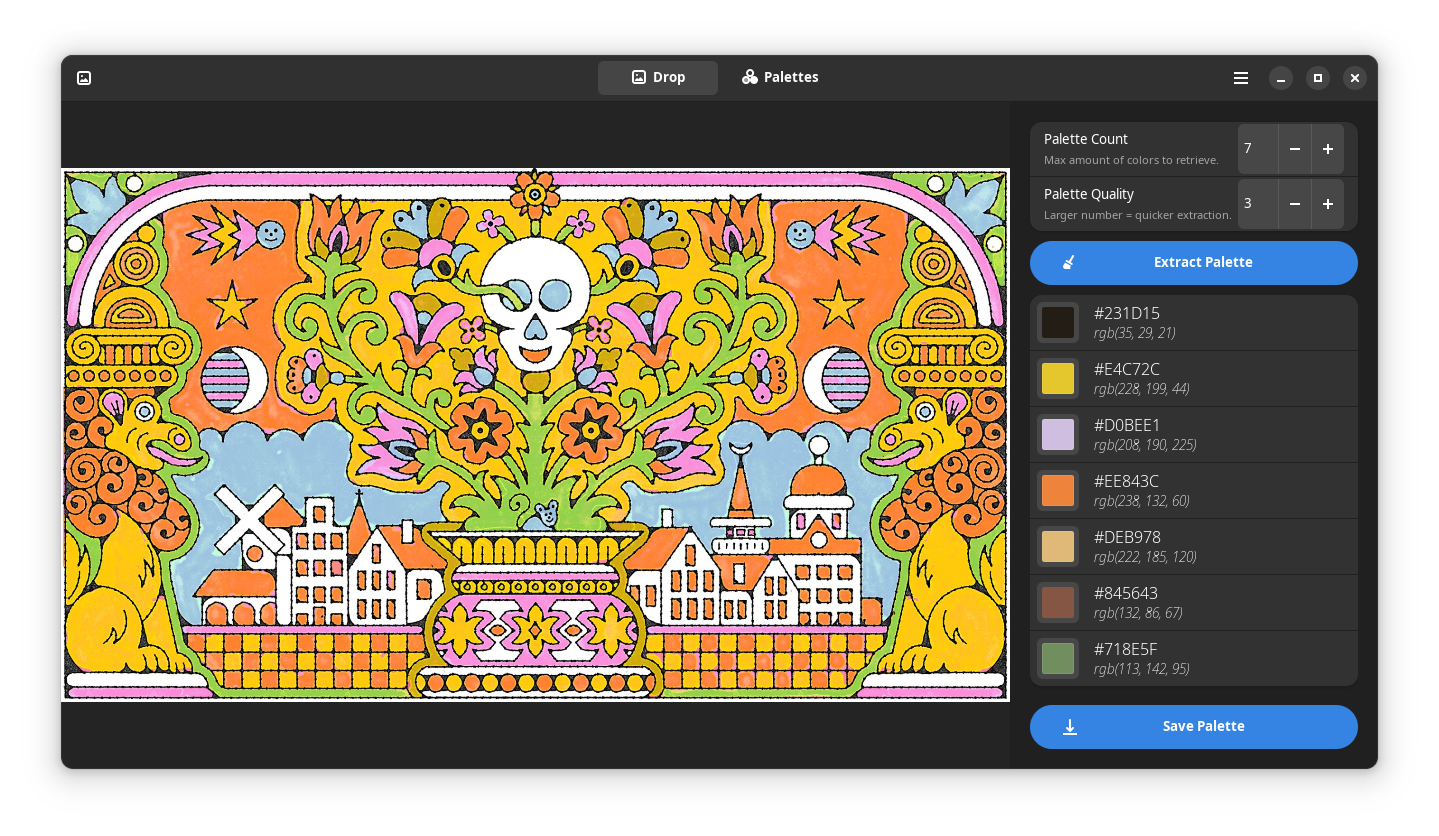 Drop
Palettes
Palette Count
Max amount of colors to retrieve.
7
Palette Quality
Larger number = quicker extraction.
3
Extract Palette
#231D15
rgb(35, 29, 21)
#E4C72C
rgb(228, 199, 44)
#D0BEE1
rgb(208, 190, 225)
#EE843C
rgb(238, 132, 60)
#DEB978
rgb(222, 185, 120)
#845643
rgb(132, 86, 67)
#718E5F
rgb(113, 142, 95)
Save Palette